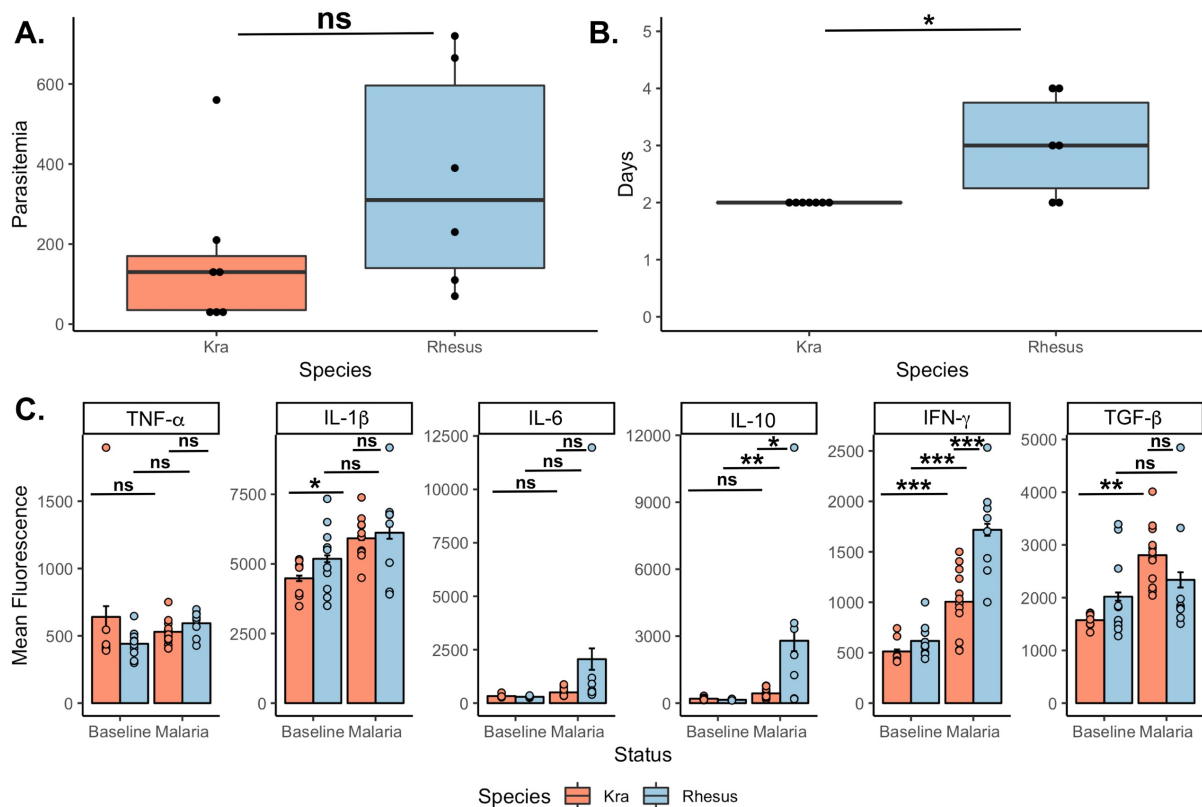 A.
ns
600
400
200
0
Parasitemia
Kra
Rhesus
Species
B.
*
5
4
3
2
1
0
Days
Kra
Rhesus
Species
C.
Mean Fluorescence
TNF-α
ns
ns
ns
1500
1000
500
0
Baseline Malaria
IL-1β
ns
ns
*
7500
5000
2500
0
Baseline Malaria
IL-6
12500
ns
ns
ns
10000
7500
5000
2500
0
Baseline Malaria
IL-10
12000
*
**
ns
9000
6000
3000
0
Baseline Malaria
IFN-γ
2500
***
***
***
2000
1500
1000
500
0
Baseline Malaria
TGF-β
5000
ns
ns
**
4000
3000
2000
1000
0
Baseline Malaria
Status
Species Kra Rhesus